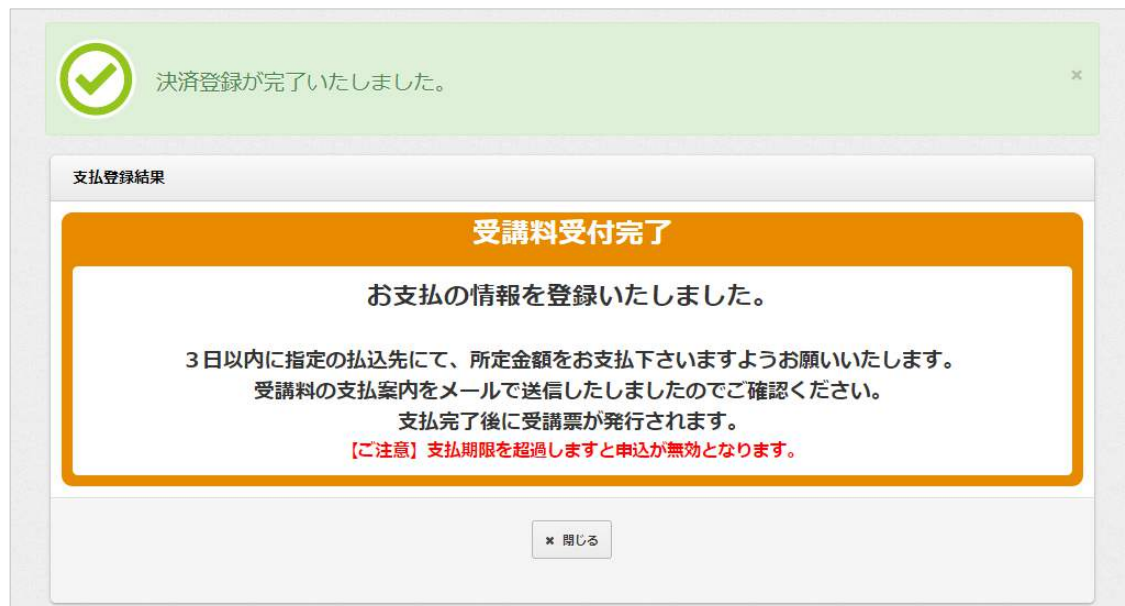 決済登録が完了いたしました。
×
支払登録結果
受講料受付完了
お支払の情報を登録いたしました。
3日以内に指定の払込先にて、所定金額をお支払下さいますようお願いいたします。
受講料の支払案内をメールで送信したしましたのでご確認ください。
支払完了後に受講票が発行されます。
【ご注意】支払期限を超過しますと申込が無効となります。
× 閉じる